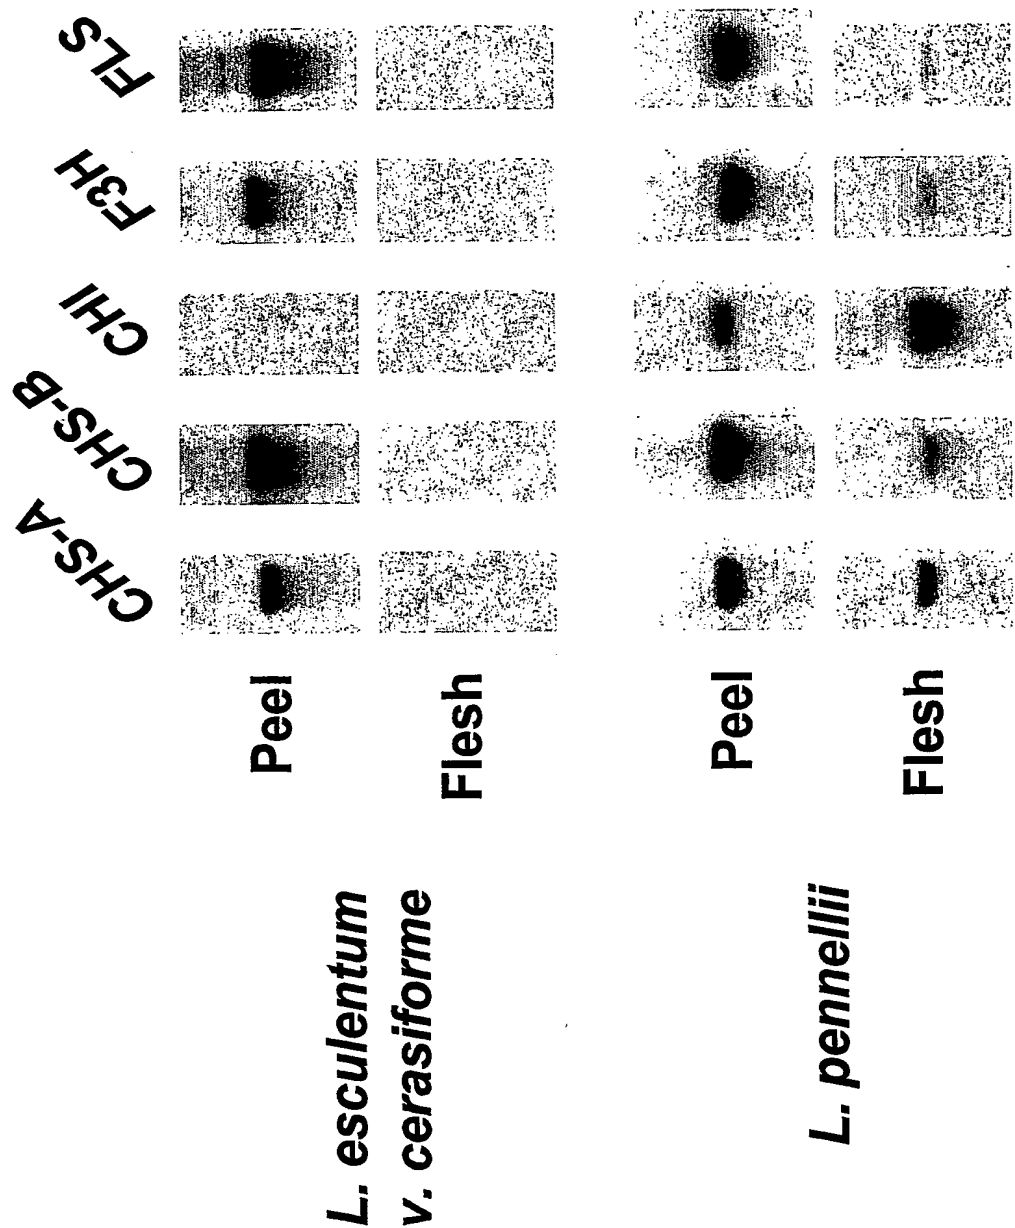 CHS-A
CHS-B
CHI
F3H
FLS
L. esculentum
v. cerasiforme
Peel
Flesh
L. pennellii
Peel
Flesh